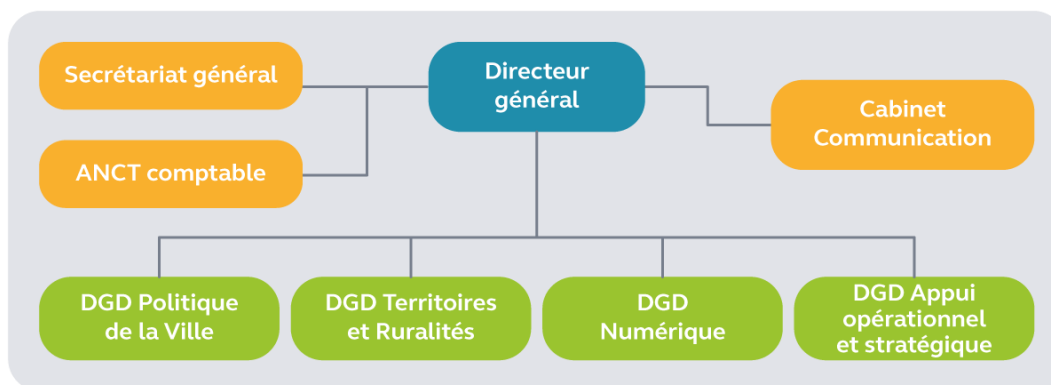 Secrétariat général
Directeur
général
Cabinet
Communication
ANCT comptable
DGD Politique
de la Ville
DGD Territoires
et Ruralités
DGD
Numérique
DGD Appui
opérationnel
et stratégique